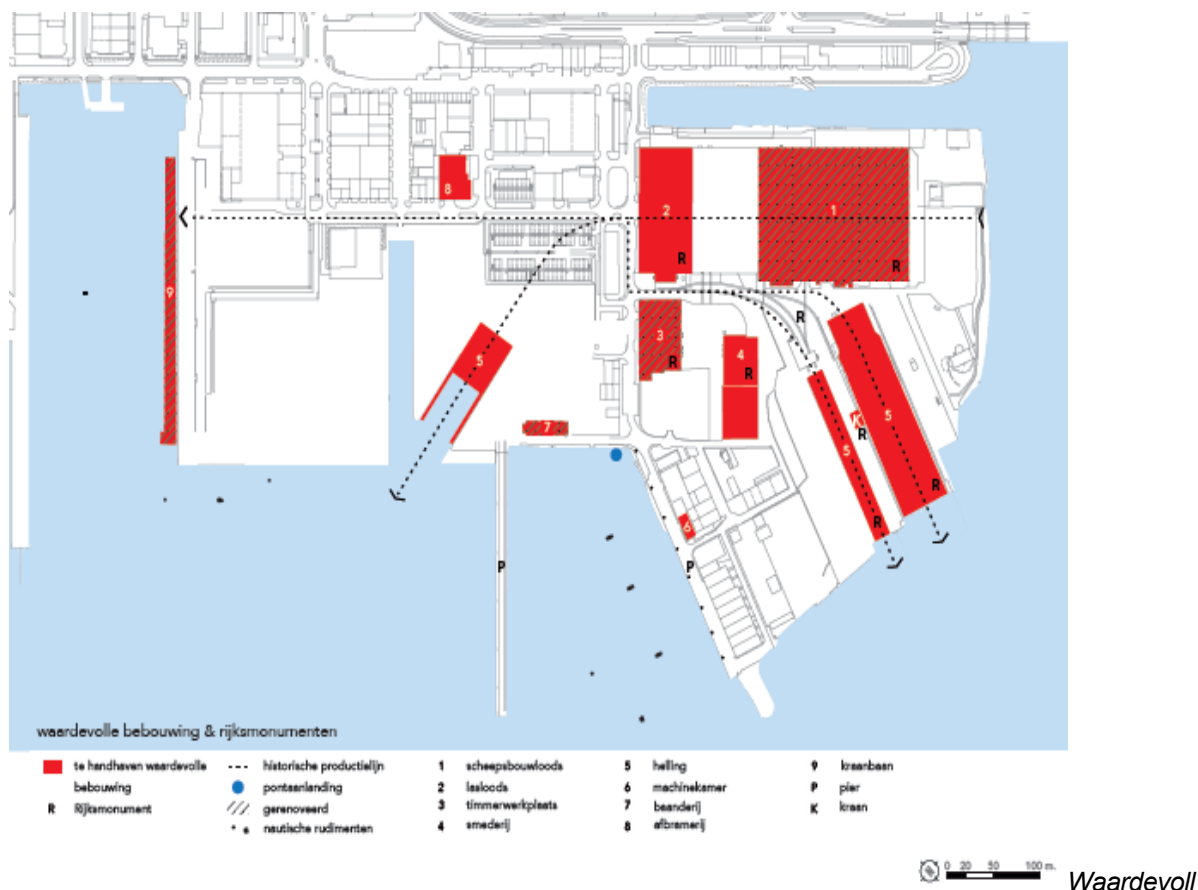 8
2
1
R
R
9
R
3
R
4
R
5
K
R
5
5
7
R
R
6
P
P
waardevolle bebouwing & rijksmonumenten
te handhaven waardevolle bebouwing
R Rijksmonument
historische productielijn
pontaanlanding
gerenoveerd
nautische rudimenten
1 scheepsbouwloods
2 lasloods
3 timmerwerkplaats
4 smederij
5 helling
6 machinekamer
7 baanderij
8 afbramerij
9 kraanbaan
P pier
K kraan
0 20 50 100 m.
Waardevoll